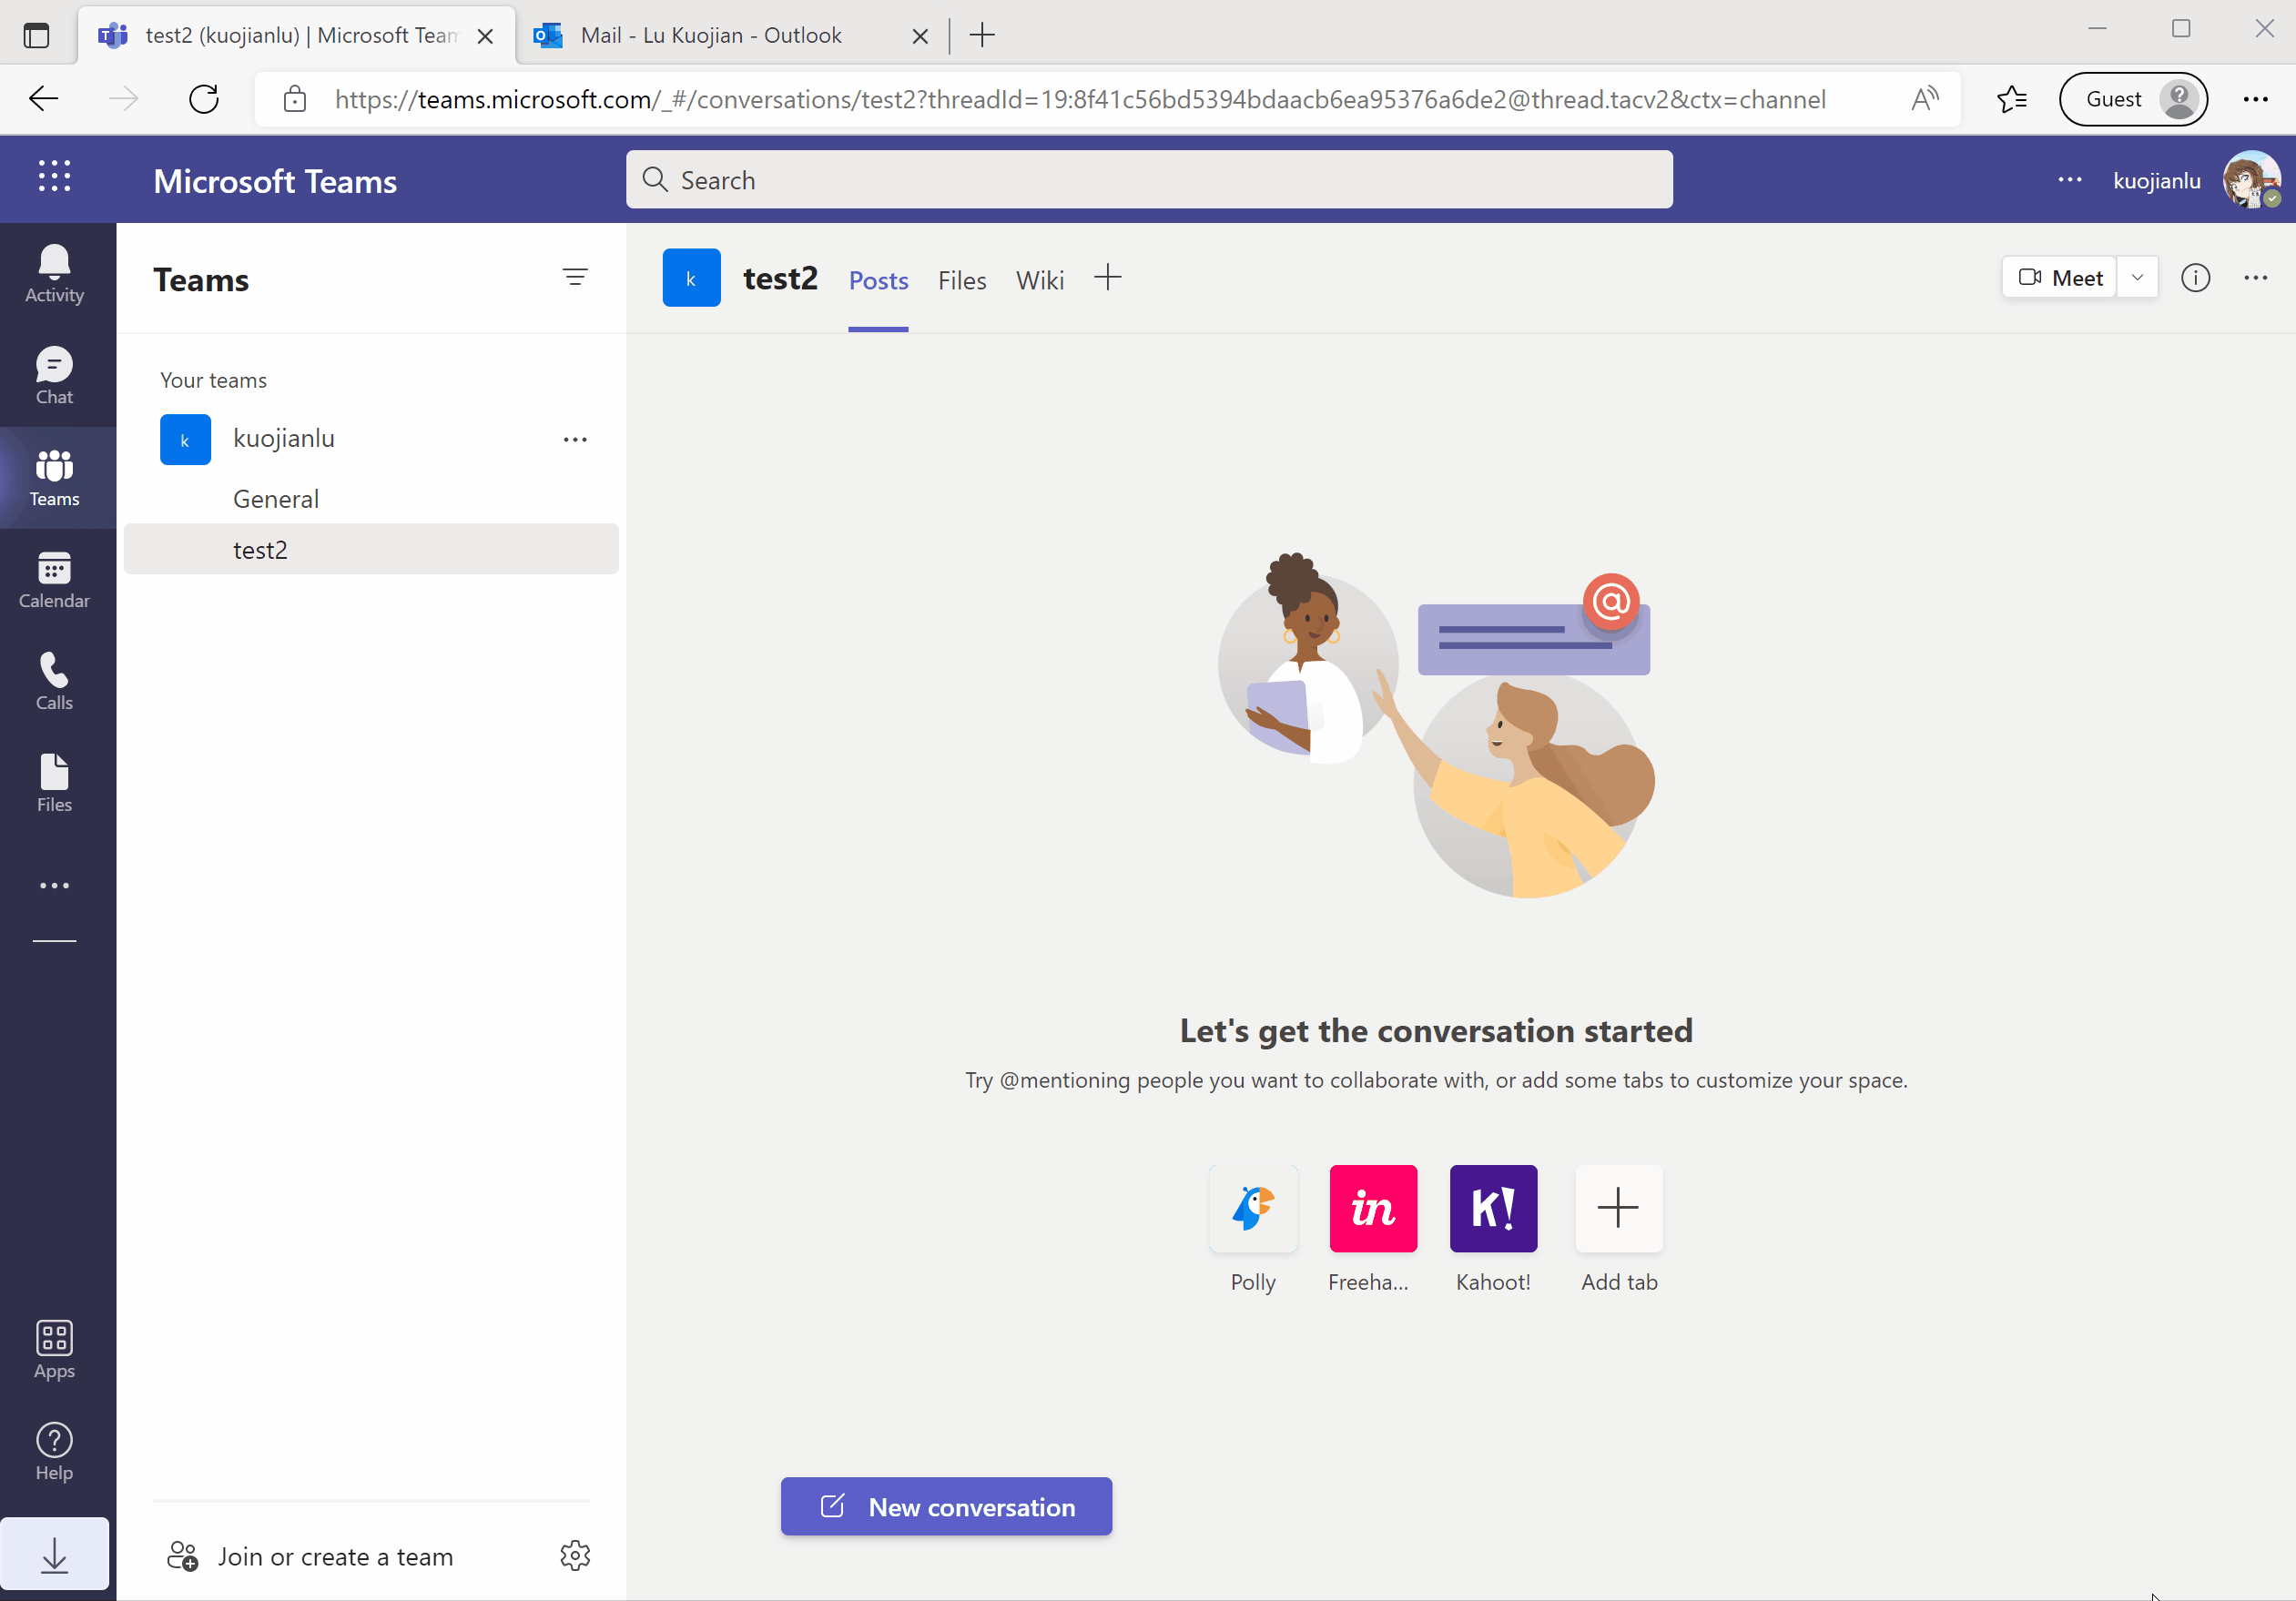 test2 (kuojianlu) | Microsoft Team
Mail - Lu Kuojian - Outlook
https://teams.microsoft.com/_#/conversations/test2?threadId=19:8f41c56bd5394bdaacb6ea95376a6de2@thread.tacv2&ctx=channel
Guest
Microsoft Teams
Search
kuojianlu
Activity
Chat
Teams
Calendar
Calls
Files
Apps
Help
Teams
Your teams
k
kuojianlu
General
test2
Join or create a team
k
test2
Posts
Files
Wiki
Meet
@
Let's get the conversation started
Try @mentioning people you want to collaborate with, or add some tabs to customize your space.
in
K!
Polly
Freeha...
Kahoot!
Add tab
New conversation